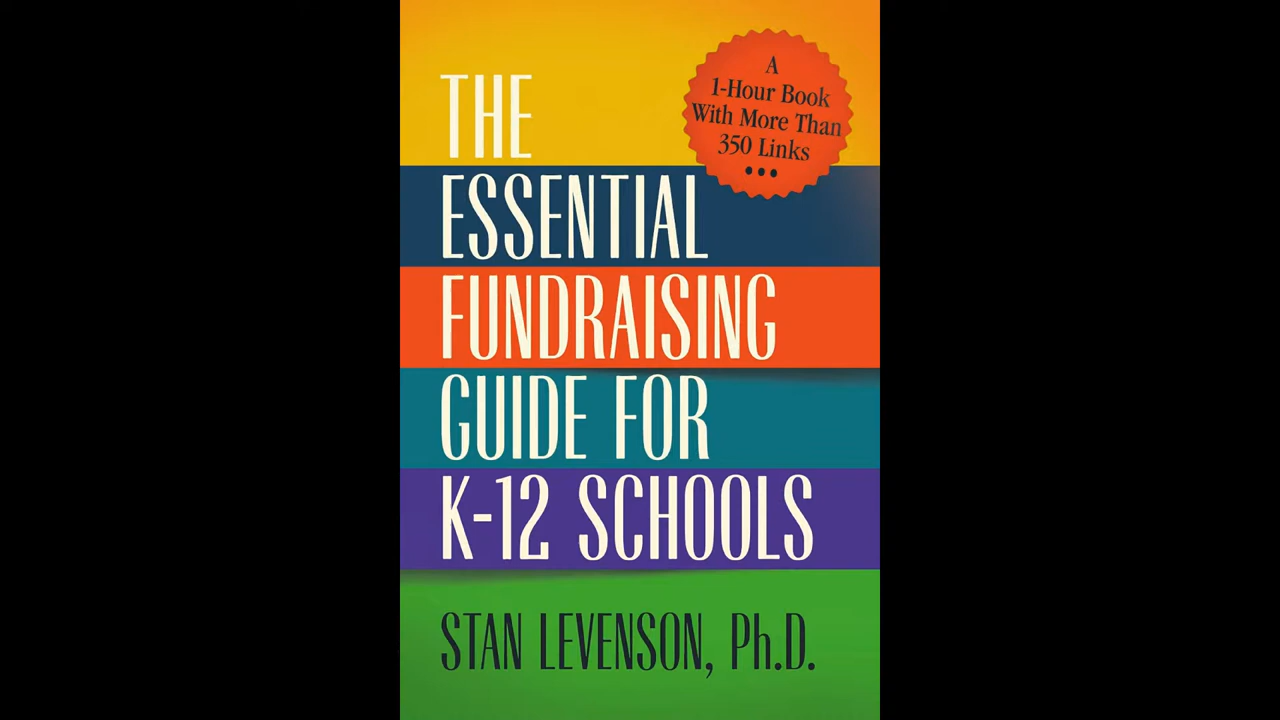 THE
ESSENTIAL
FUNDRAISING
GUIDE FOR
K-12 SCHOOLS
A
1-Hour Book
With More Than
350 Links
...
STAN LEVENSON, Ph.D.